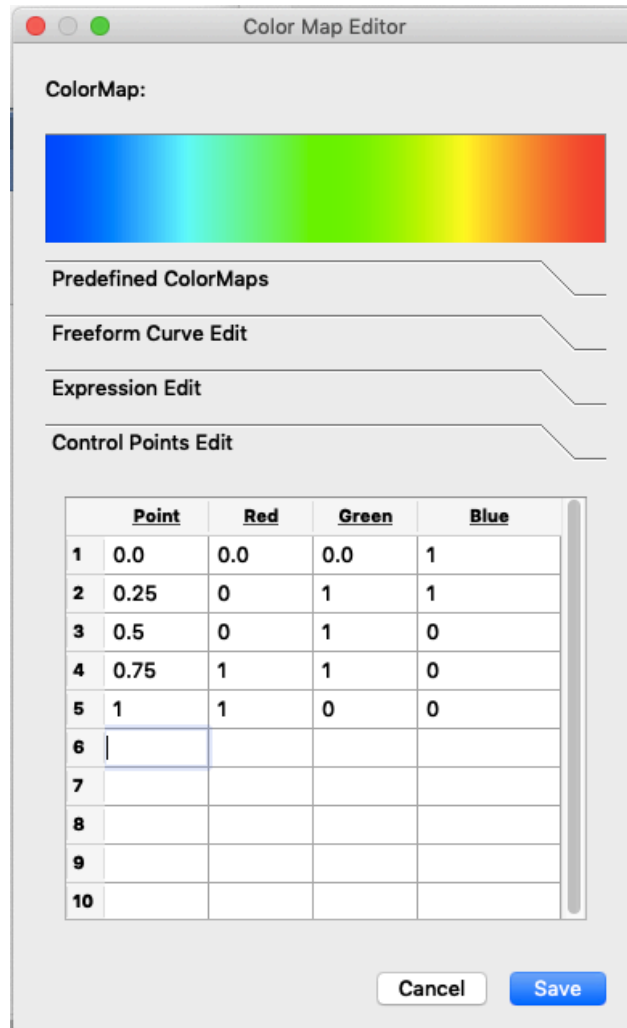 Color Map Editor
ColorMap:
Predefined ColorMaps
Freeform Curve Edit
Expression Edit
Control Points Edit
Point Red Green Blue
1 0.0 0.0 0.0 1
2 0.25 0 1 1
3 0.5 0 1 0
4 0.75 1 1 0
5 1 1 0 0
6
7
8
9
10
Cancel Save